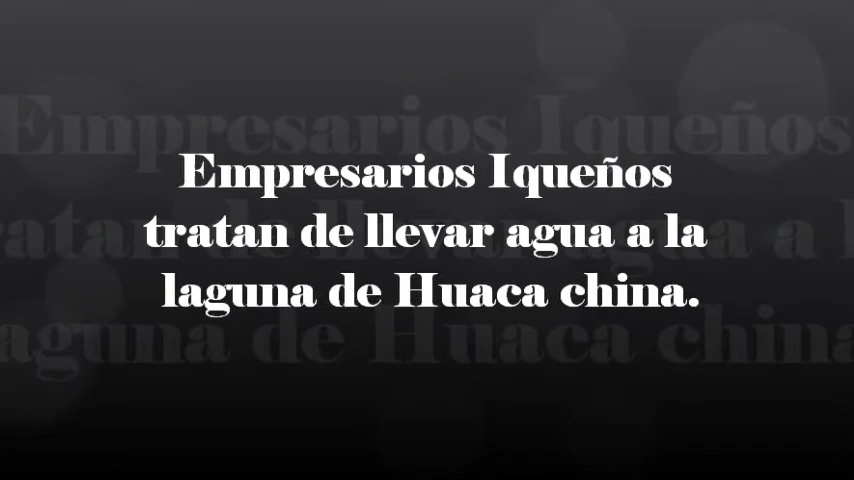 Empresarios Iqueños
tratan de llevar agua a la
laguna de Huaca china.